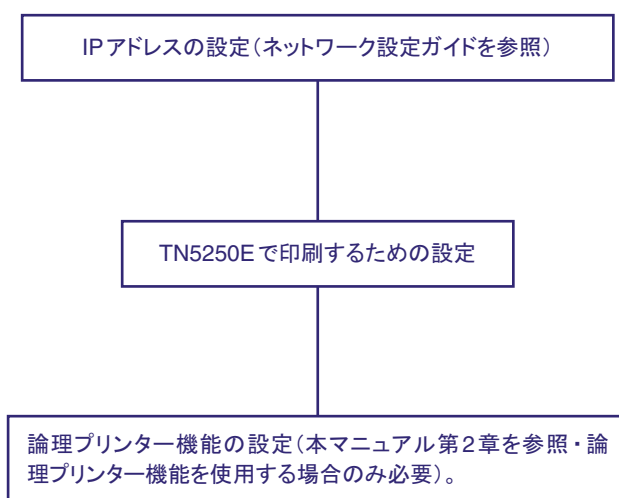 IPアドレスの設定(ネットワーク設定ガイドを参照)
TN5250Eで印刷するための設定
論理プリンター機能の設定(本マニュアル第2章を参照・論
理プリンター機能を使用する場合のみ必要)。